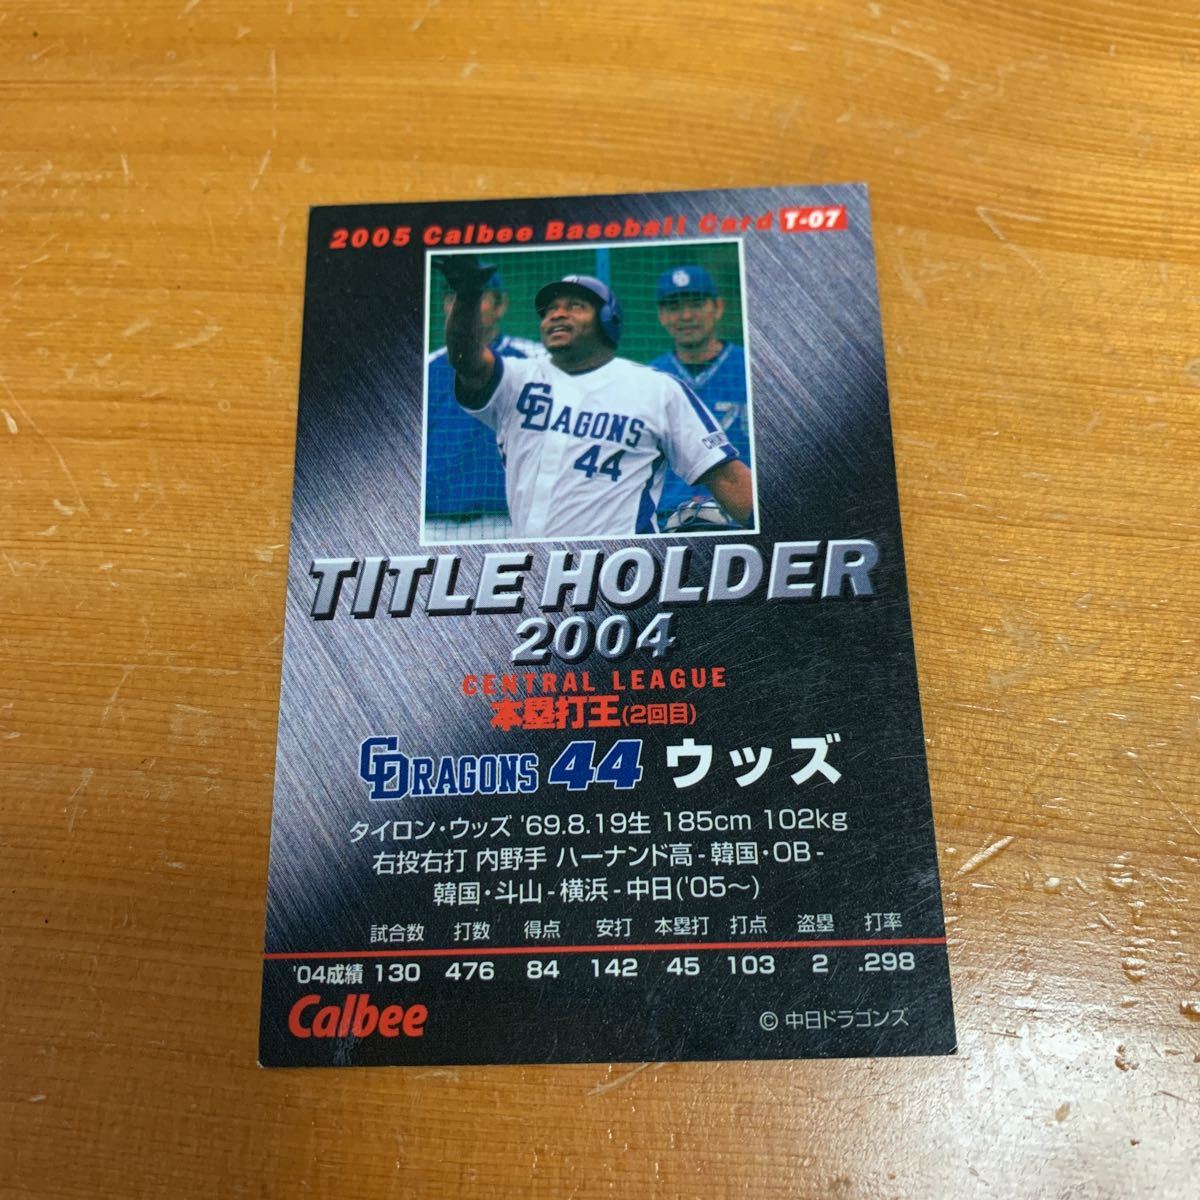 2005 Calbee Baseball Card T-07
DRAGONS
44
TITLE HOLDER
2004
CENTRAL LEAGUE
本塁打王(2回目)
DRAGONS 44 ウッズ
タイロン・ウッズ '69.8.19生 185cm 102kg
右投右打 内野手 ハーナンド高-韓国・OB-
韓国・斗山-横浜-中日('05〜)
試合数 打数 得点 安打 本塁打 打点 盗塁 打率
'04成績 130 476 84 142 45 103 2 .298
Calbee
© 中日ドラゴンズ